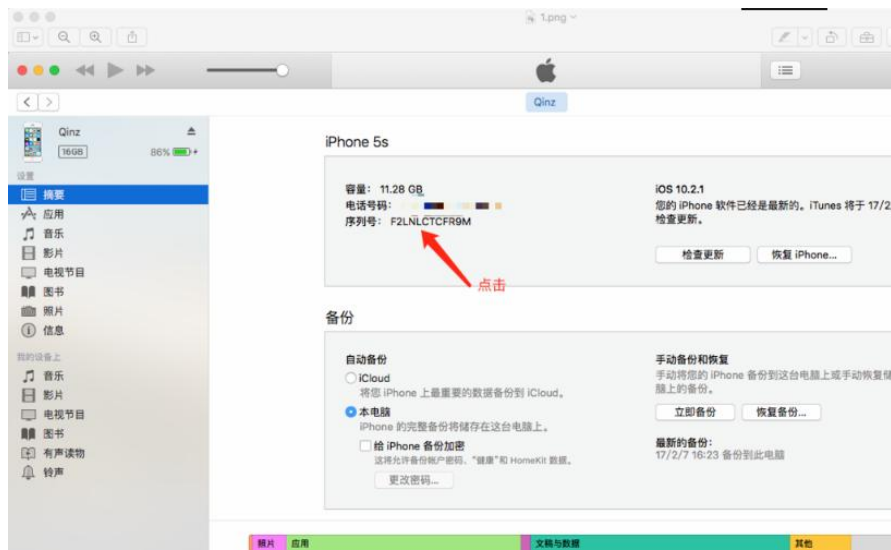 1.png
Qinz
Qinz
16GB
86%
设置
摘要
应用
音乐
影片
电视节目
图书
照片
信息
我的设备上
音乐
影片
电视节目
图书
有声读物
铃声
iPhone 5s
容量： 11.28 GB
电话号码：
序列号： F2LNLCTCFR9M
点击
iOS 10.2.1
您的 iPhone 软件已经是最新的。iTunes 将于 17/2
检查更新。
检查更新
恢复 iPhone...
备份
自动备份
iCloud
将您 iPhone 上最重要的数据备份到 iCloud。
本电脑
iPhone 的完整备份将储存在这台电脑上。
给 iPhone 备份加密
这将允许备份帐户密码、“健康”和 HomeKit 数据。
更改密码...
手动备份和恢复
手动将您的 iPhone 备份到这台电脑上或手动恢复储
脑上的备份。
立即备份
恢复备份...
最新的备份：
17/2/7 16:23 备份到此电脑
照片
应用
文稿与数据
其他